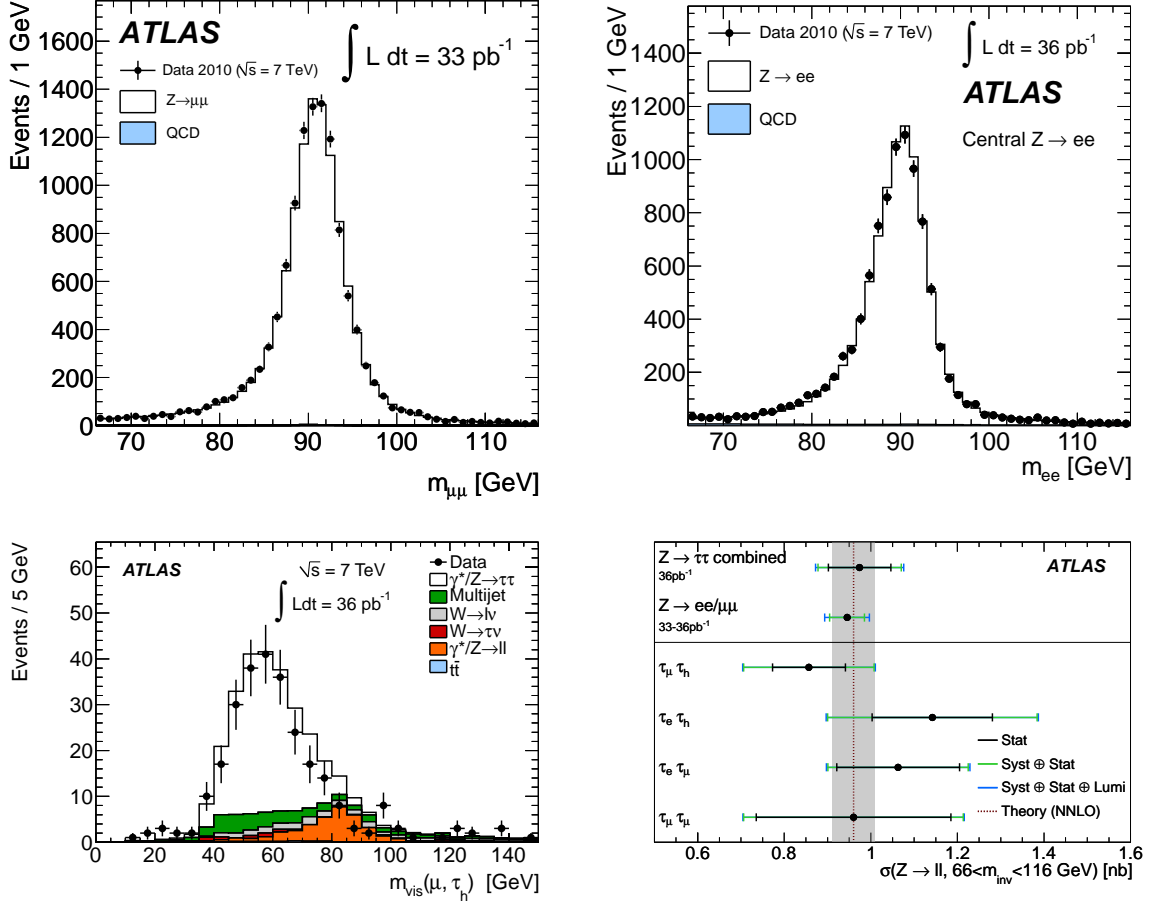 ATLAS
∫ L dt = 33 pb⁻¹
Data 2010 (√s = 7 TeV)
Z→μμ
QCD
Events / 1 GeV
1600
1400
1200
1000
800
600
400
200
0
70 80 90 100 110
m_μμ [GeV]
Data 2010 (√s = 7 TeV)
∫ L dt = 36 pb⁻¹
Z → ee
ATLAS
QCD
Central Z → ee
Events / 1 GeV
1400
1200
1000
800
600
400
200
70 80 90 100 110
m_ee [GeV]
ATLAS
√s = 7 TeV
∫ Ldt = 36 pb⁻¹
Data
γ*/Z→ττ
Multijet
W→lν
W→τν
γ*/Z→ll
tt̄
Events / 5 GeV
60
50
40
30
20
10
0
0 20 40 60 80 100 120 140
m_vis(μ, τ_h) [GeV]
Z → ττ combined
36pb⁻¹
ATLAS
Z → ee/μμ
33-36pb⁻¹
τ_μ τ_h
τ_e τ_h
τ_e τ_μ
τ_μ τ_μ
Stat
Syst ⊕ Stat
Syst ⊕ Stat ⊕ Lumi
Theory (NNLO)
0.6 0.8 1 1.2 1.4 1.6
σ(Z → ll, 66<m_inv<116 GeV) [nb]